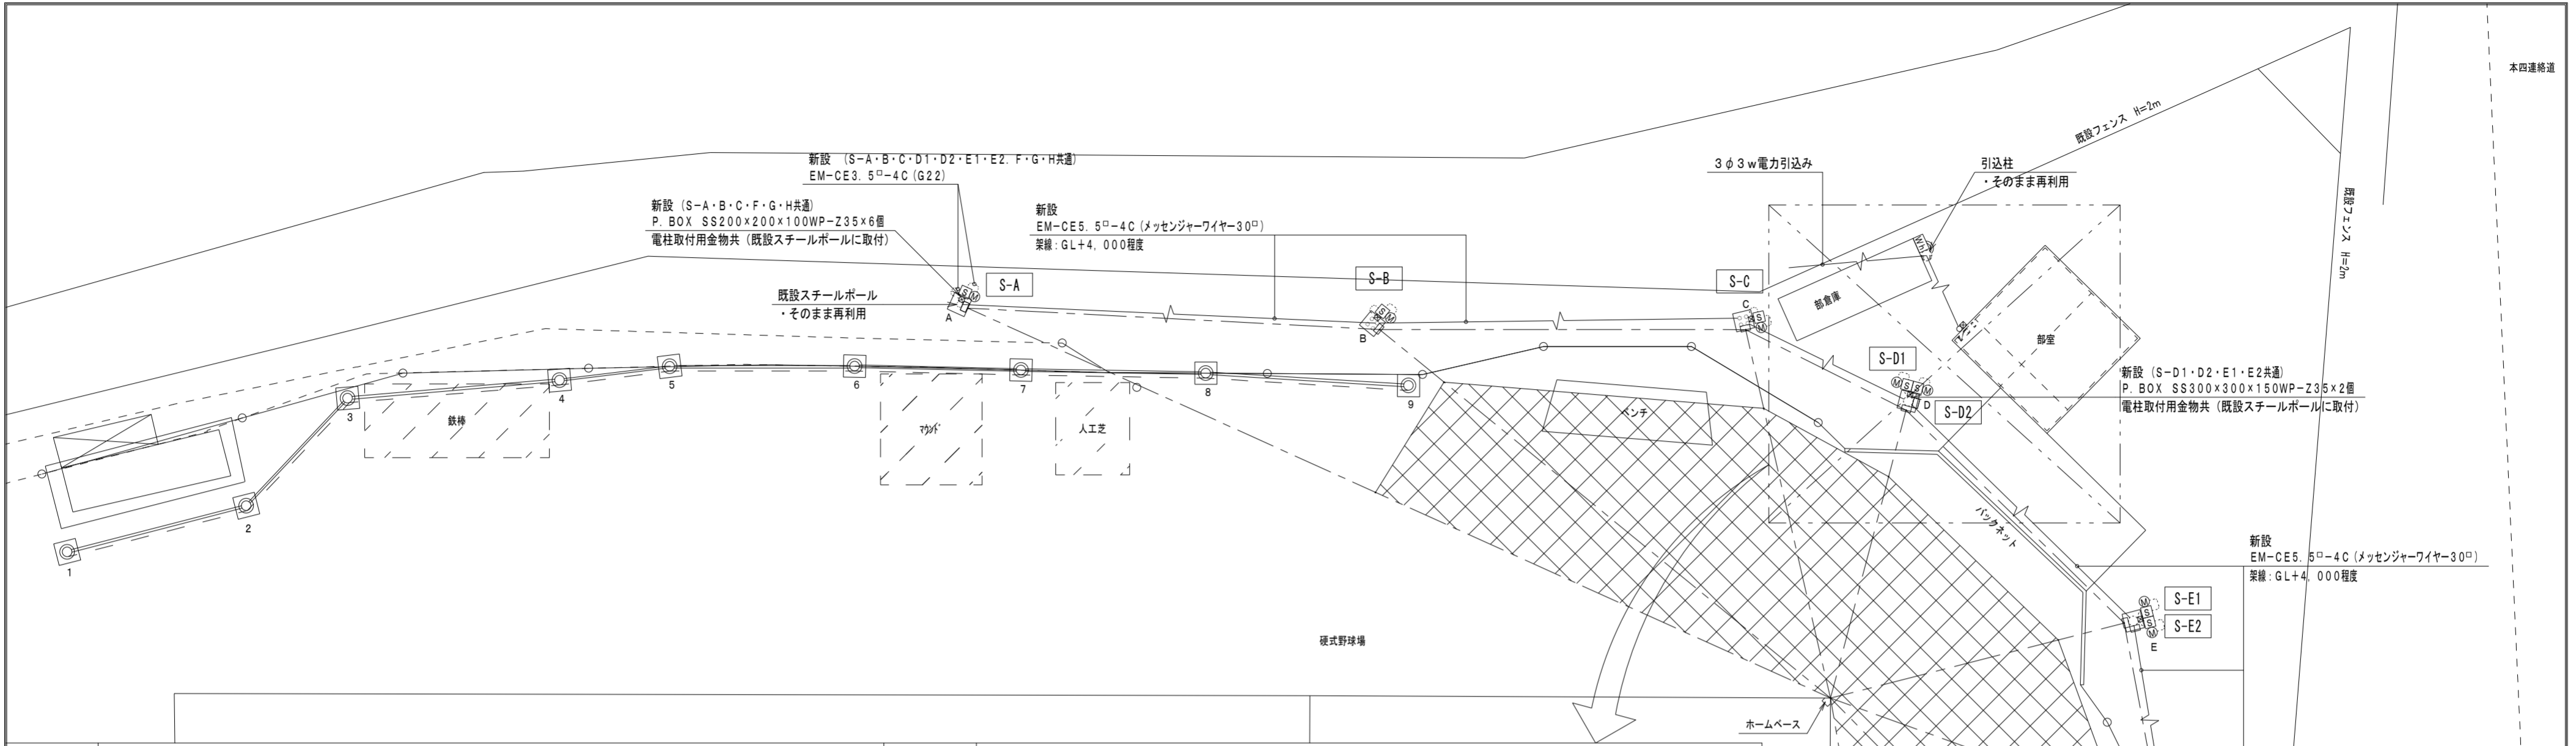 本四連絡道
既設フェンス H=2m
新設 (S-A・B・C・D1・D2・E1・E2. F・G・H共通)
EM-CE3. 5□-4C (G22)
3φ3w電力引込み
引込柱
・そのまま再利用
新設 (S-A・B・C・F・G・H共通)
P. BOX SS200×200×100WP-Z35×6個
電柱取付用金物共 (既設スチールポールに取付)
新設
EM-CE5. 5□-4C (メッセンジャーワイヤー30□)
架線:GL+4, 000程度
既設フェンス H=2m
Wh
S-A
S-B
S-C
既設スチールポール
・そのまま再利用
部倉庫
部室
S
M
A
S
M
B
C
S
M
S-D1
M
S
S
M
D
S-D2
新設 (S-D1・D2・E1・E2共通)
P. BOX SS300×300×150WP-Z35×2個
電柱取付用金物共 (既設スチールポールに取付)
1
2
3
4
5
6
7
8
9
鉄棒
マウンド
人工芝
ベンチ
バックネット
新設
EM-CE5. 5□-4C (メッセンジャーワイヤー30□)
架線:GL+4, 000程度
M
S
S
M
E
S-E1
S-E2
硬式野球場
ホームベース